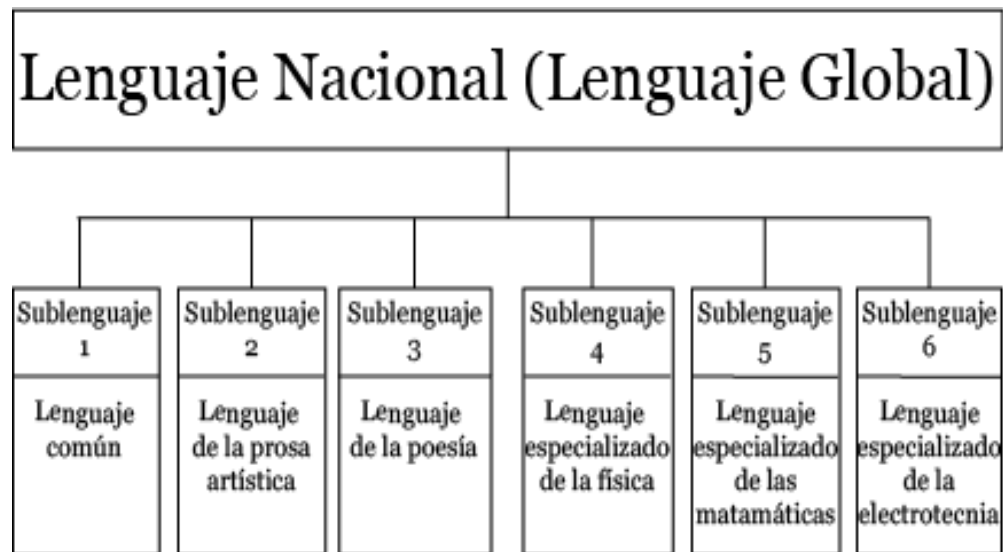 Lenguaje Nacional (Lenguaje Global)
Sublenguaje
1
Lenguaje
común
Sublenguaje
2
Lenguaje
de la prosa
artística
Sublenguaje
3
Lenguaje
de la poesía
Sublenguaje
4
Lenguaje
especializado
de la física
Sublenguaje
5
Lenguaje
especializado
de las
matamáticas
Sublenguaje
6
Lenguaje
especializado
de la
electrotecnia